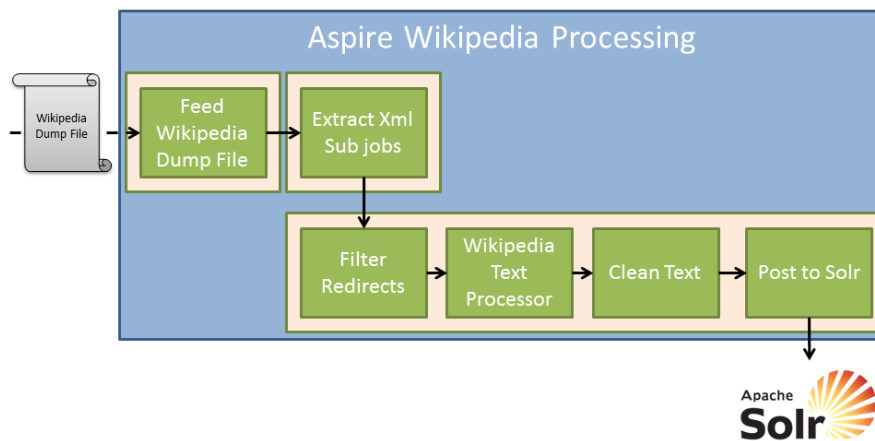 Aspire Wikipedia Processing
Wikipedia
Dump File
Feed
Wikipedia
Dump File
Extract Xml
Sub jobs
Filter
Redirects
Wikipedia
Text
Processor
Clean Text
Post to Solr
Apache
Solr